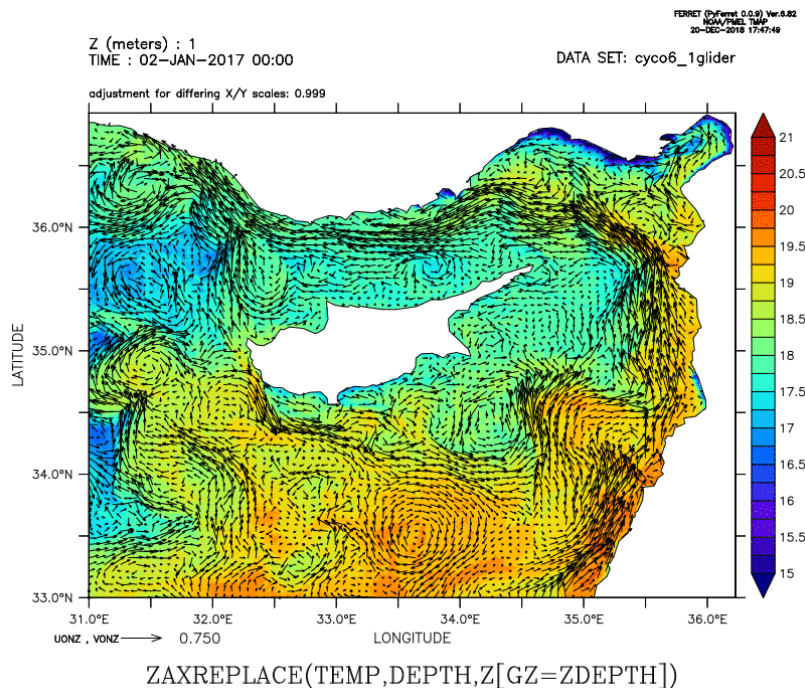 FERRET (PyFerret 0.0.9) Ver.6.82
NOAA/PMEL TMAP
20-DEC-2018 17:47:49
Z (meters) : 1
TIME : 02-JAN-2017 00:00
DATA SET: cyco6_1glider
adjustment for differing X/Y scales: 0.999
21
20.5
20
19.5
19
18.5
18
17.5
17
16.5
16
15.5
15
36.0°N
35.0°N
34.0°N
33.0°N
LATITUDE
31.0°E
32.0°E
33.0°E
34.0°E
35.0°E
36.0°E
UONZ , VONZ
0.750
LONGITUDE
ZAXREPLACE(TEMP,DEPTH,Z[GZ=ZDEPTH])